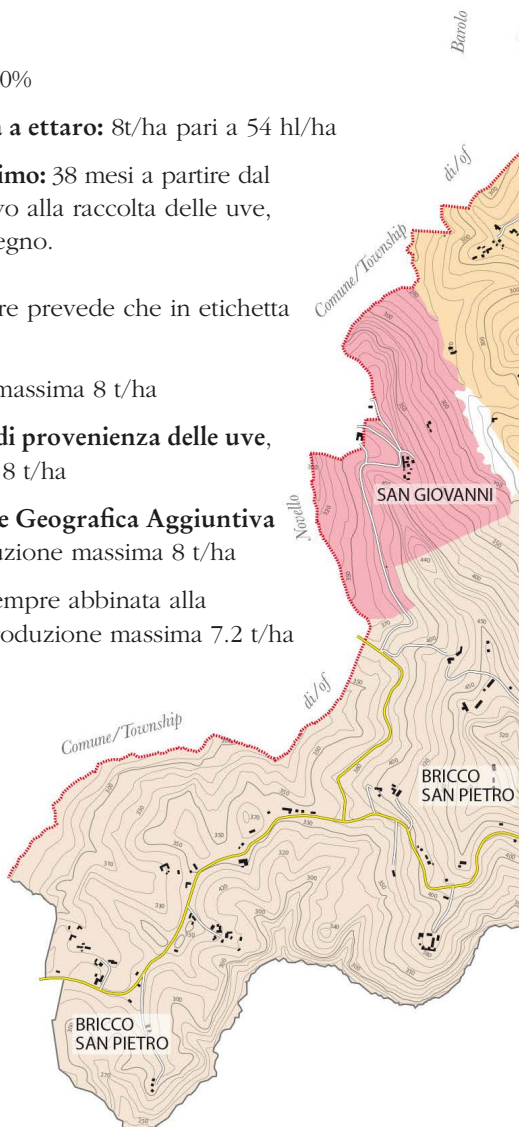 Barolo
0%
a ettaro: 8t/ha pari a 54 hl/ha
di/of
imo: 38 mesi a partire dal
vo alla raccolta delle uve,
egno.
Comune/Township
re prevede che in etichetta
massima 8 t/ha
di provenienza delle uve,
8 t/ha
SAN GIOVANNI
Novello
e Geografica Aggiuntiva
uzione massima 8 t/ha
empre abbinata alla
roduzione massima 7.2 t/ha
di/of
Comune/Township
BRICCO
SAN PIETRO
BRICCO
SAN PIETRO